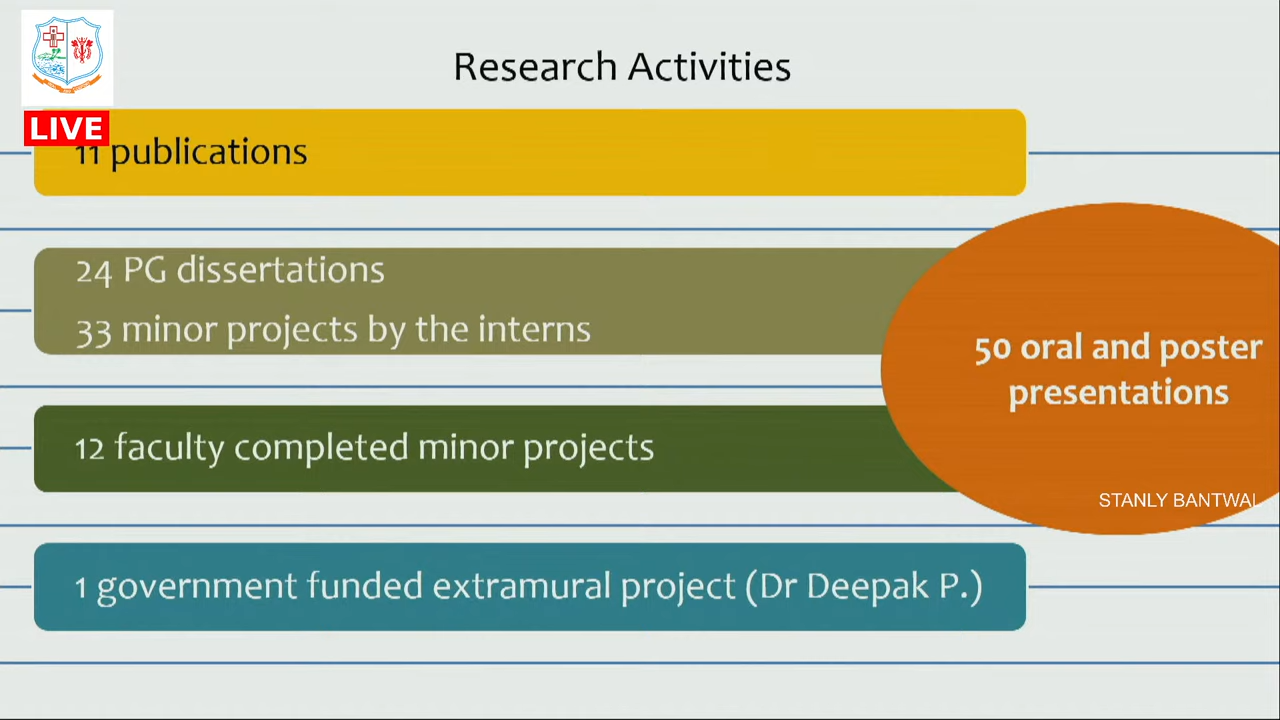 Research Activities
LIVE
11 publications
24 PG dissertations
33 minor projects by the interns
50 oral and poster
presentations
12 faculty completed minor projects
STANLY BANTWAL
1 government funded extramural project (Dr Deepak P.)